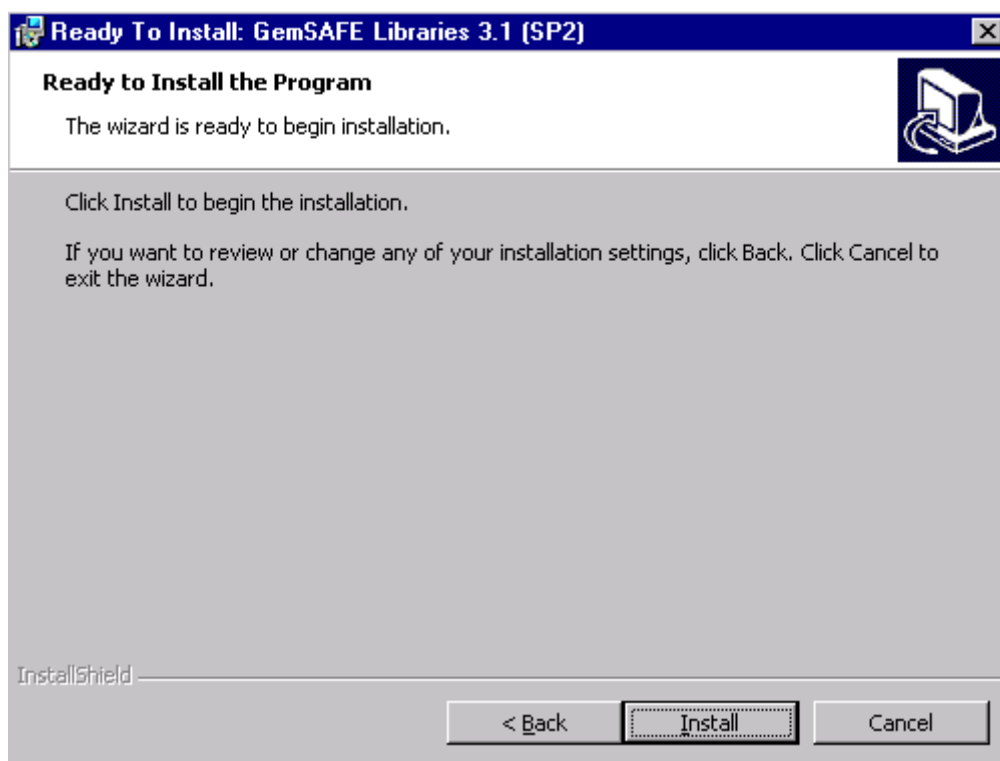 Ready To Install: GemSAFE Libraries 3.1 (SP2)
Ready to Install the Program
The wizard is ready to begin installation.
Click Install to begin the installation.
If you want to review or change any of your installation settings, click Back. Click Cancel to
exit the wizard.
InstallShield
< Back
Install
Cancel